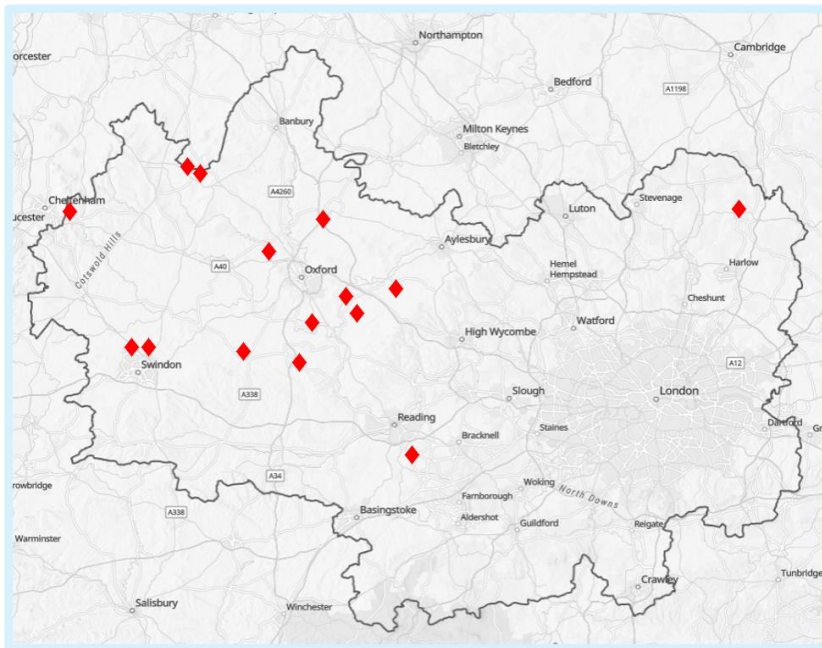 Northampton
Cambridge
orcester
Bedford
A1198
Banbury
Milton Keynes
Bletchley
A4260
Stevenage
Cheltenham
ucester
Luton
Aylesbury
Cotswold Hills
A40
Oxford
Hemel
Hempstead
Harlow
Cheshunt
Watford
High Wycombe
Swindon
A12
A338
Slough
London
Reading
Dartford
Gr
Staines
Bracknell
A34
rowbridge
Woking
Farnborough
North Downs
A338
Basingstoke
Aldershot
Guildford
Reigate
Warminster
Crawley
Tunbridge
Salisbury
Winchester